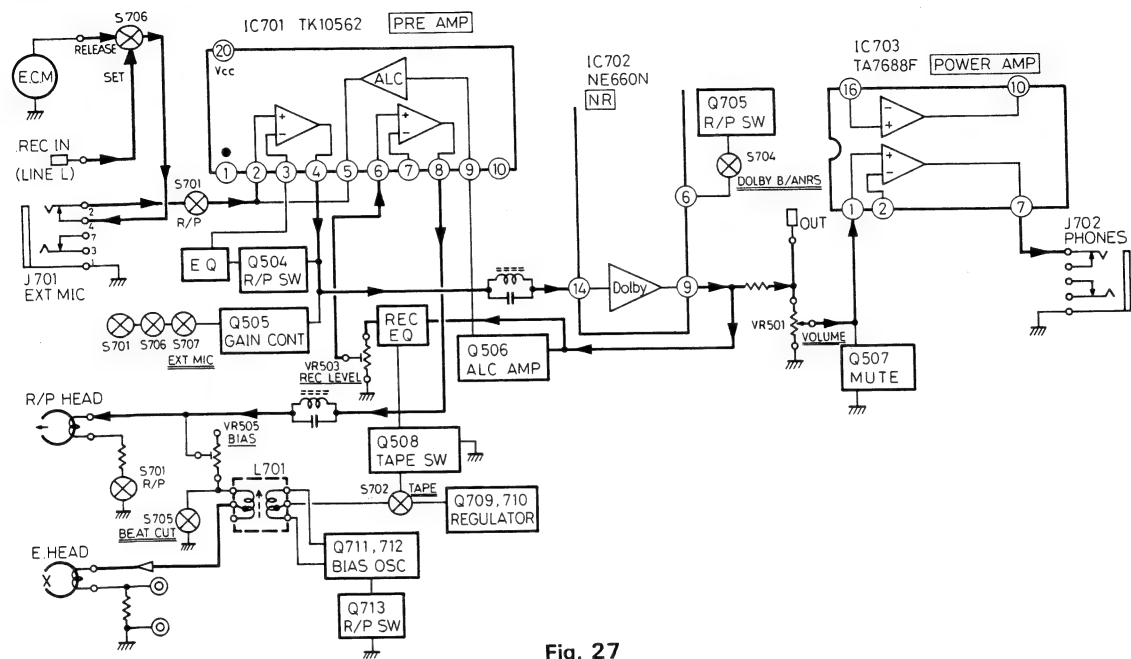 S706
RELEASE
SET
E.C.M
REC IN
(LINE L)
S701
R/P
2
4
7
3
1
J701
EXT MIC
IC701 TK10562 PRE AMP
20
Vcc
ALC
+
−
+
−
1 2 3 4 5 6 7 8 9 10
EQ
Q504
R/P SW
S701 S706 S707
EXT MIC
Q505
GAIN CONT
REC
EQ
VR503
REC LEVEL
Q506
ALC AMP
IC702
NE660N
NR
14
Dolby
9
6
Q705
R/P SW
S704
DOLBY B/ANRS
OUT
VR501
VOLUME
Q507
MUTE
IC703
TA7688F POWER AMP
16
10
−
+
+
−
1 2
7
J702
PHONES
R/P HEAD
S701
R/P
VR505
BIAS
S705
BEAT CUT
L701
Q508
TAPE SW
S702
TAPE
Q709,710
REGULATOR
Q711,712
BIAS OSC
Q713
R/P SW
E.HEAD
X
Fig. 27